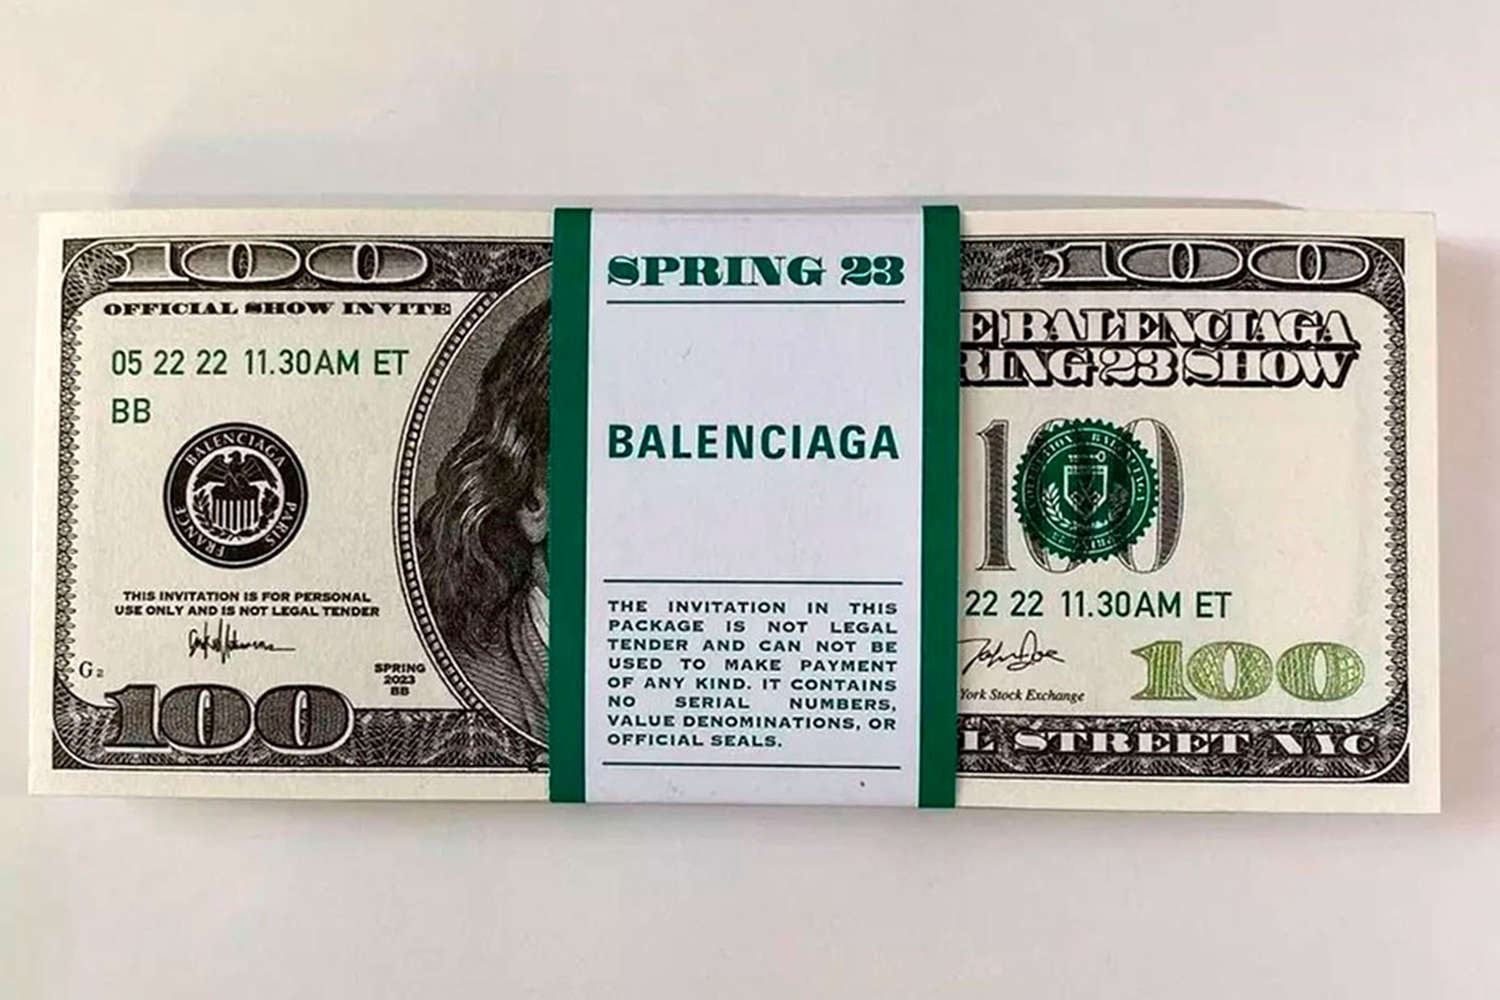 100
OFFICIAL SHOW INVITE
05 22 22 11.30AM ET
BB
BALENCIAGA
PARIS
FRANCE
THIS INVITATION IS FOR PERSONAL
USE ONLY AND IS NOT LEGAL TENDER
G2
SPRING
2023
BB
100
SPRING 23
BALENCIAGA
THE INVITATION IN THIS
PACKAGE IS NOT LEGAL
TENDER AND CAN NOT BE
USED TO MAKE PAYMENT
OF ANY KIND. IT CONTAINS
NO SERIAL NUMBERS,
VALUE DENOMINATIONS, OR
OFFICIAL SEALS.
100
E BALENCIAGA
RING 23 SHOW
100
22 22 11.30AM ET
John Doe
York Stock Exchange
100
L STREET NYC